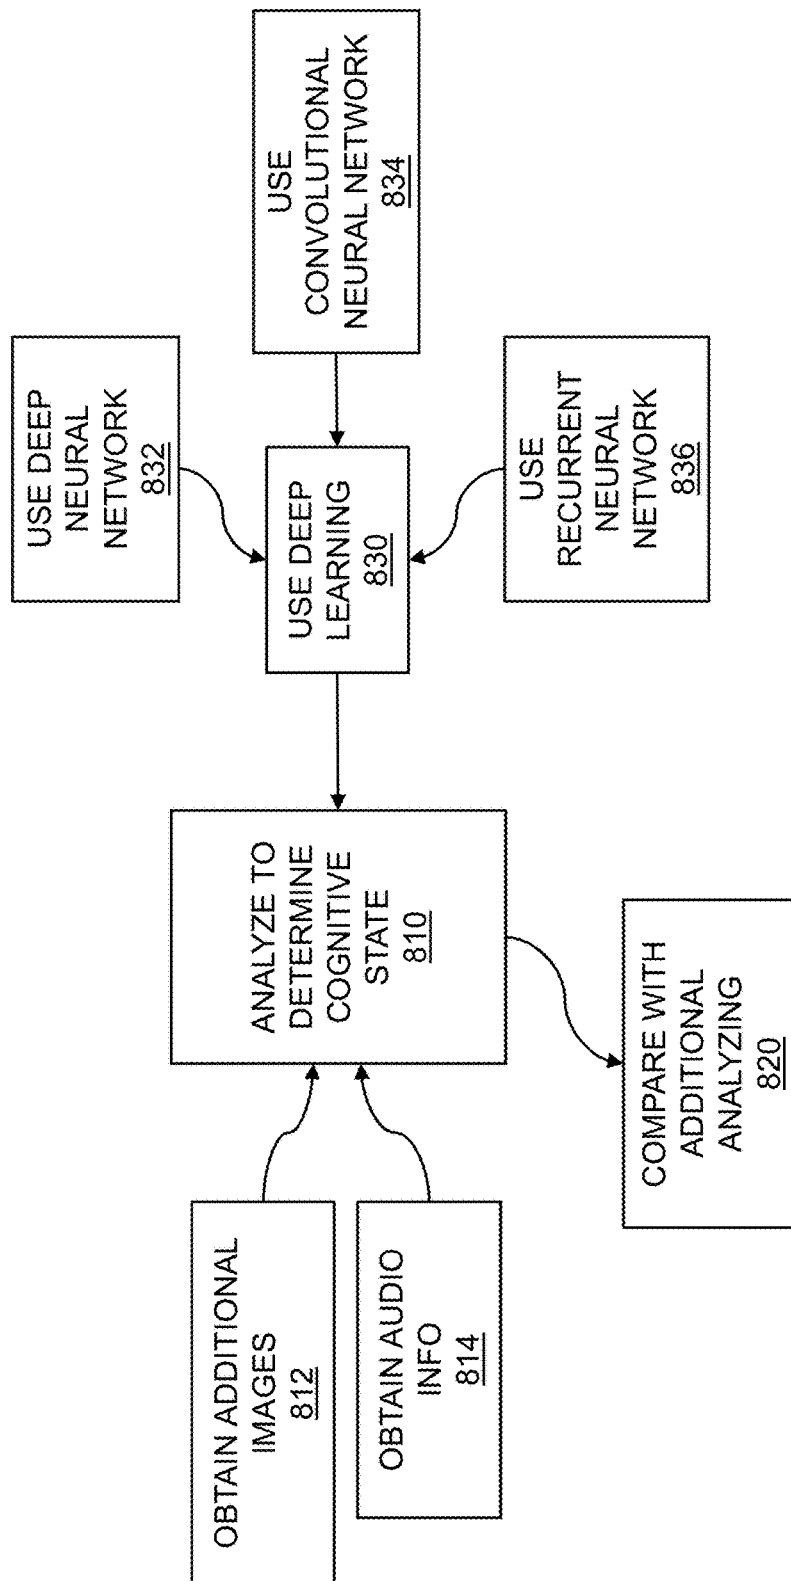 OBTAIN ADDITIONAL
IMAGES
812
OBTAIN AUDIO
INFO
814
ANALYZE TO
DETERMINE
COGNITIVE
STATE
810
COMPARE WITH
ADDITIONAL
ANALYZING
820
USE DEEP
LEARNING
830
USE DEEP
NEURAL
NETWORK
832
USE
CONVOLUTIONAL
NEURAL NETWORK
834
USE
RECURRENT
NEURAL
NETWORK
836